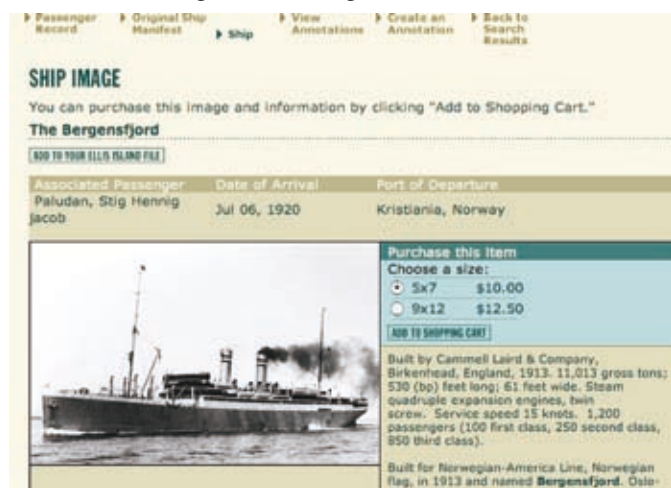 Passenger Record
Original Ship Manifest
Ship
View Annotations
Create an Annotation
Back to Search Results
SHIP IMAGE
You can purchase this image and information by clicking "Add to Shopping Cart."
The Bergensfjord
ADD TO YOUR ELLIS ISLAND FILE
Associated Passenger Date of Arrival Port of Departure
Paludan, Stig Hennig Jacob Jul 06, 1920 Kristiania, Norway
Purchase this Item
Choose a size:
5x7 $10.00
9x12 $12.50
ADD TO SHOPPING CART
Built by Cammell Laird & Company,
Birkenhead, England, 1913. 11,013 gross tons;
530 (bp) feet long; 61 feet wide. Steam
quadruple expansion engines, twin
screw. Service speed 15 knots. 1,200
passengers (100 first class, 250 second class,
850 third class).
Built for Norwegian-America Line, Norwegian
flag, in 1913 and named Bergensfjord. Oslo-